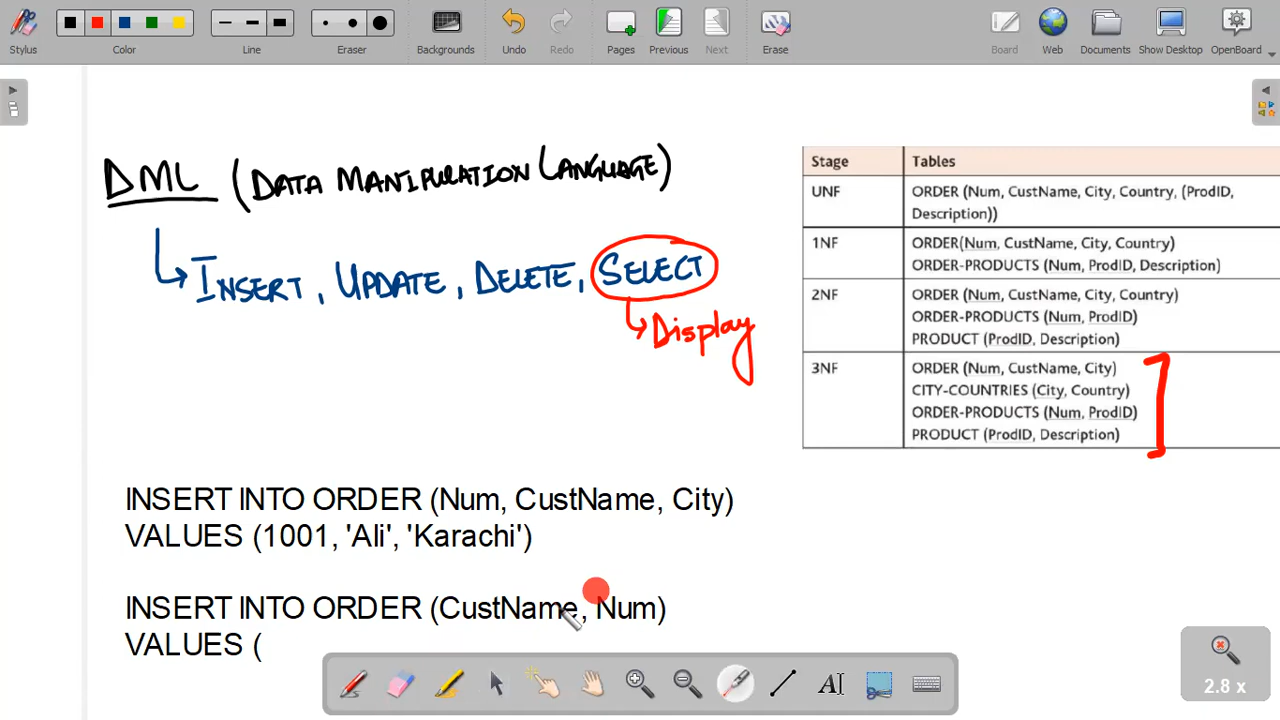 Stylus
Color
Line
Eraser
Backgrounds
Undo
Redo
Pages
Previous
Next
Erase
Board
Web
Documents
Show Desktop
OpenBoard
DML (DATA MANIPULATION LANGUAGE)
INSERT, UPDATE, DELETE, SELECT
Display
Stage Tables
UNF ORDER (Num, CustName, City, Country, (ProdID,
Description))
1NF ORDER(Num, CustName, City, Country)
ORDER-PRODUCTS (Num, ProdID, Description)
2NF ORDER (Num, CustName, City, Country)
ORDER-PRODUCTS (Num, ProdID)
PRODUCT (ProdID, Description)
3NF ORDER (Num, CustName, City)
CITY-COUNTRIES (City, Country)
ORDER-PRODUCTS (Num, ProdID)
PRODUCT (ProdID, Description)
INSERT INTO ORDER (Num, CustName, City)
VALUES (1001, 'Ali', 'Karachi')
INSERT INTO ORDER (CustName, Num)
VALUES (
AI
2.8 x